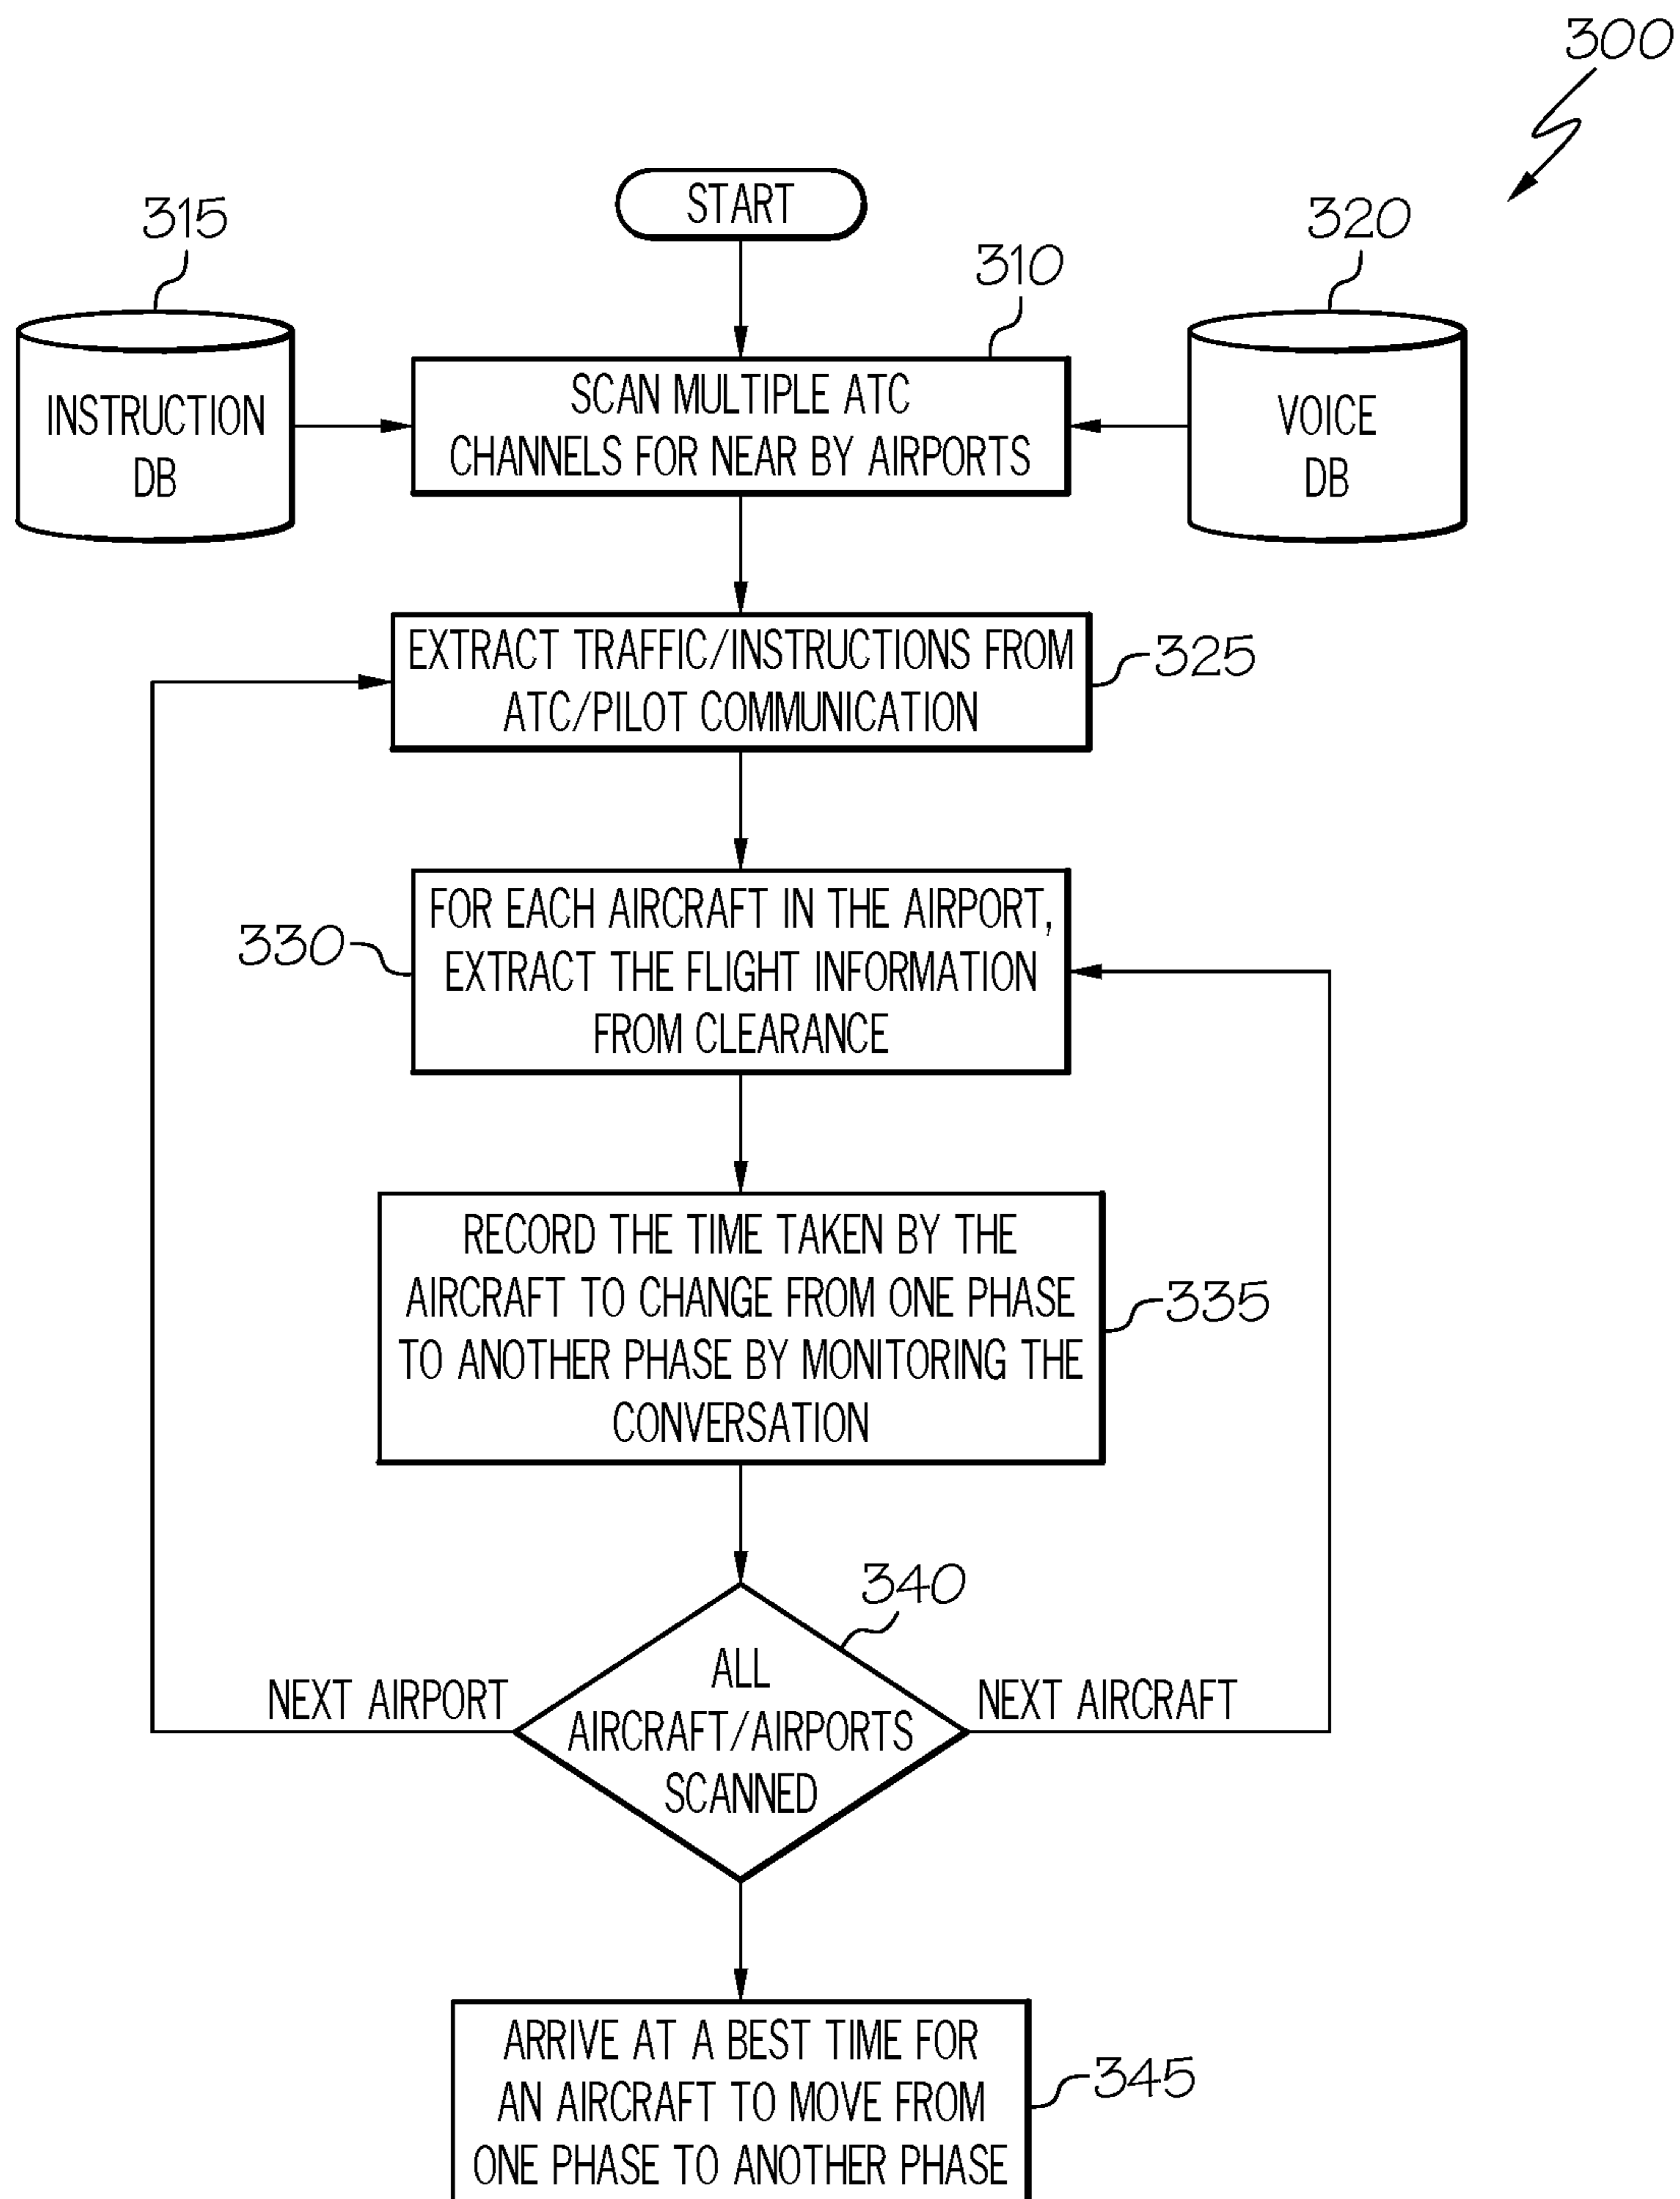 300
START
315
310
320
INSTRUCTION
DB
SCAN MULTIPLE ATC
CHANNELS FOR NEAR BY AIRPORTS
VOICE
DB
EXTRACT TRAFFIC/INSTRUCTIONS FROM
ATC/PILOT COMMUNICATION
325
FOR EACH AIRCRAFT IN THE AIRPORT,
EXTRACT THE FLIGHT INFORMATION
FROM CLEARANCE
330
RECORD THE TIME TAKEN BY THE
AIRCRAFT TO CHANGE FROM ONE PHASE
TO ANOTHER PHASE BY MONITORING THE
CONVERSATION
335
340
ALL
AIRCRAFT/AIRPORTS
SCANNED
NEXT AIRPORT
NEXT AIRCRAFT
ARRIVE AT A BEST TIME FOR
AN AIRCRAFT TO MOVE FROM
ONE PHASE TO ANOTHER PHASE
345